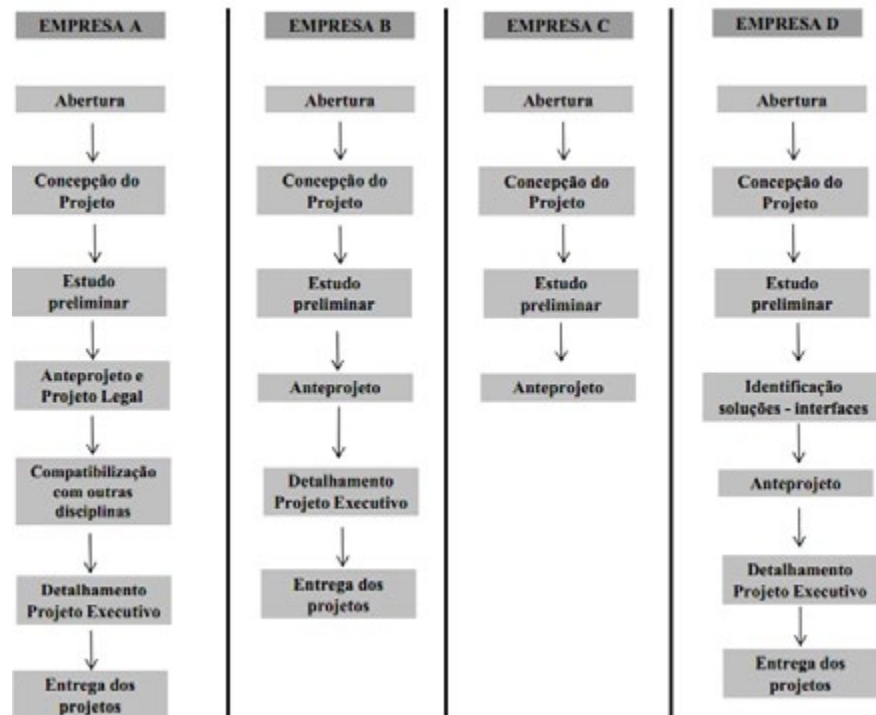 EMPRESA A
Abertura
Concepção do
Projeto
Estudo
preliminar
Anteprojeto e
Projeto Legal
Compatibilização
com outras
disciplinas
Detalhamento
Projeto Executivo
Entrega dos
projetos
EMPRESA B
Abertura
Concepção do
Projeto
Estudo
preliminar
Anteprojeto
Detalhamento
Projeto Executivo
Entrega dos
projetos
EMPRESA C
Abertura
Concepção do
Projeto
Estudo
preliminar
Anteprojeto
EMPRESA D
Abertura
Concepção do
Projeto
Estudo
preliminar
Identificação
soluções - interfaces
Anteprojeto
Detalhamento
Projeto Executivo
Entrega dos
projetos